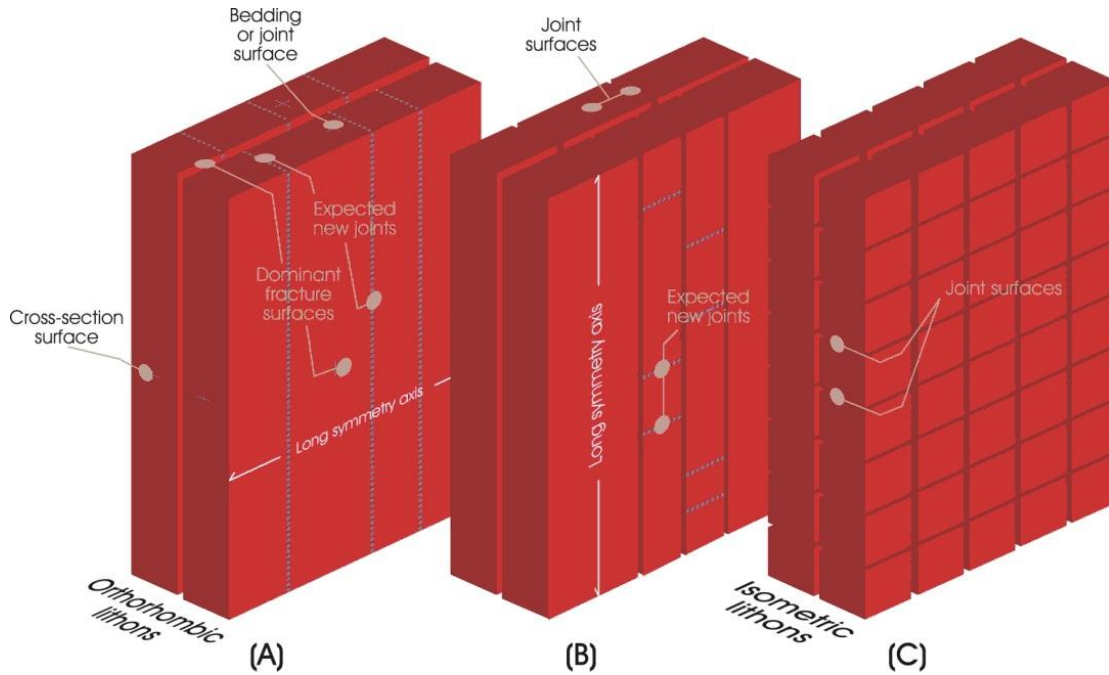 Bedding
or joint
surface
Expected
new joints
Dominant
fracture
surfaces
Cross-section
surface
Long symmetry axis
Orthorhombic
lithons
(A)
Joint
surfaces
Long symmetry axis
Expected
new joints
(B)
Joint surfaces
Isometric
lithons
(C)